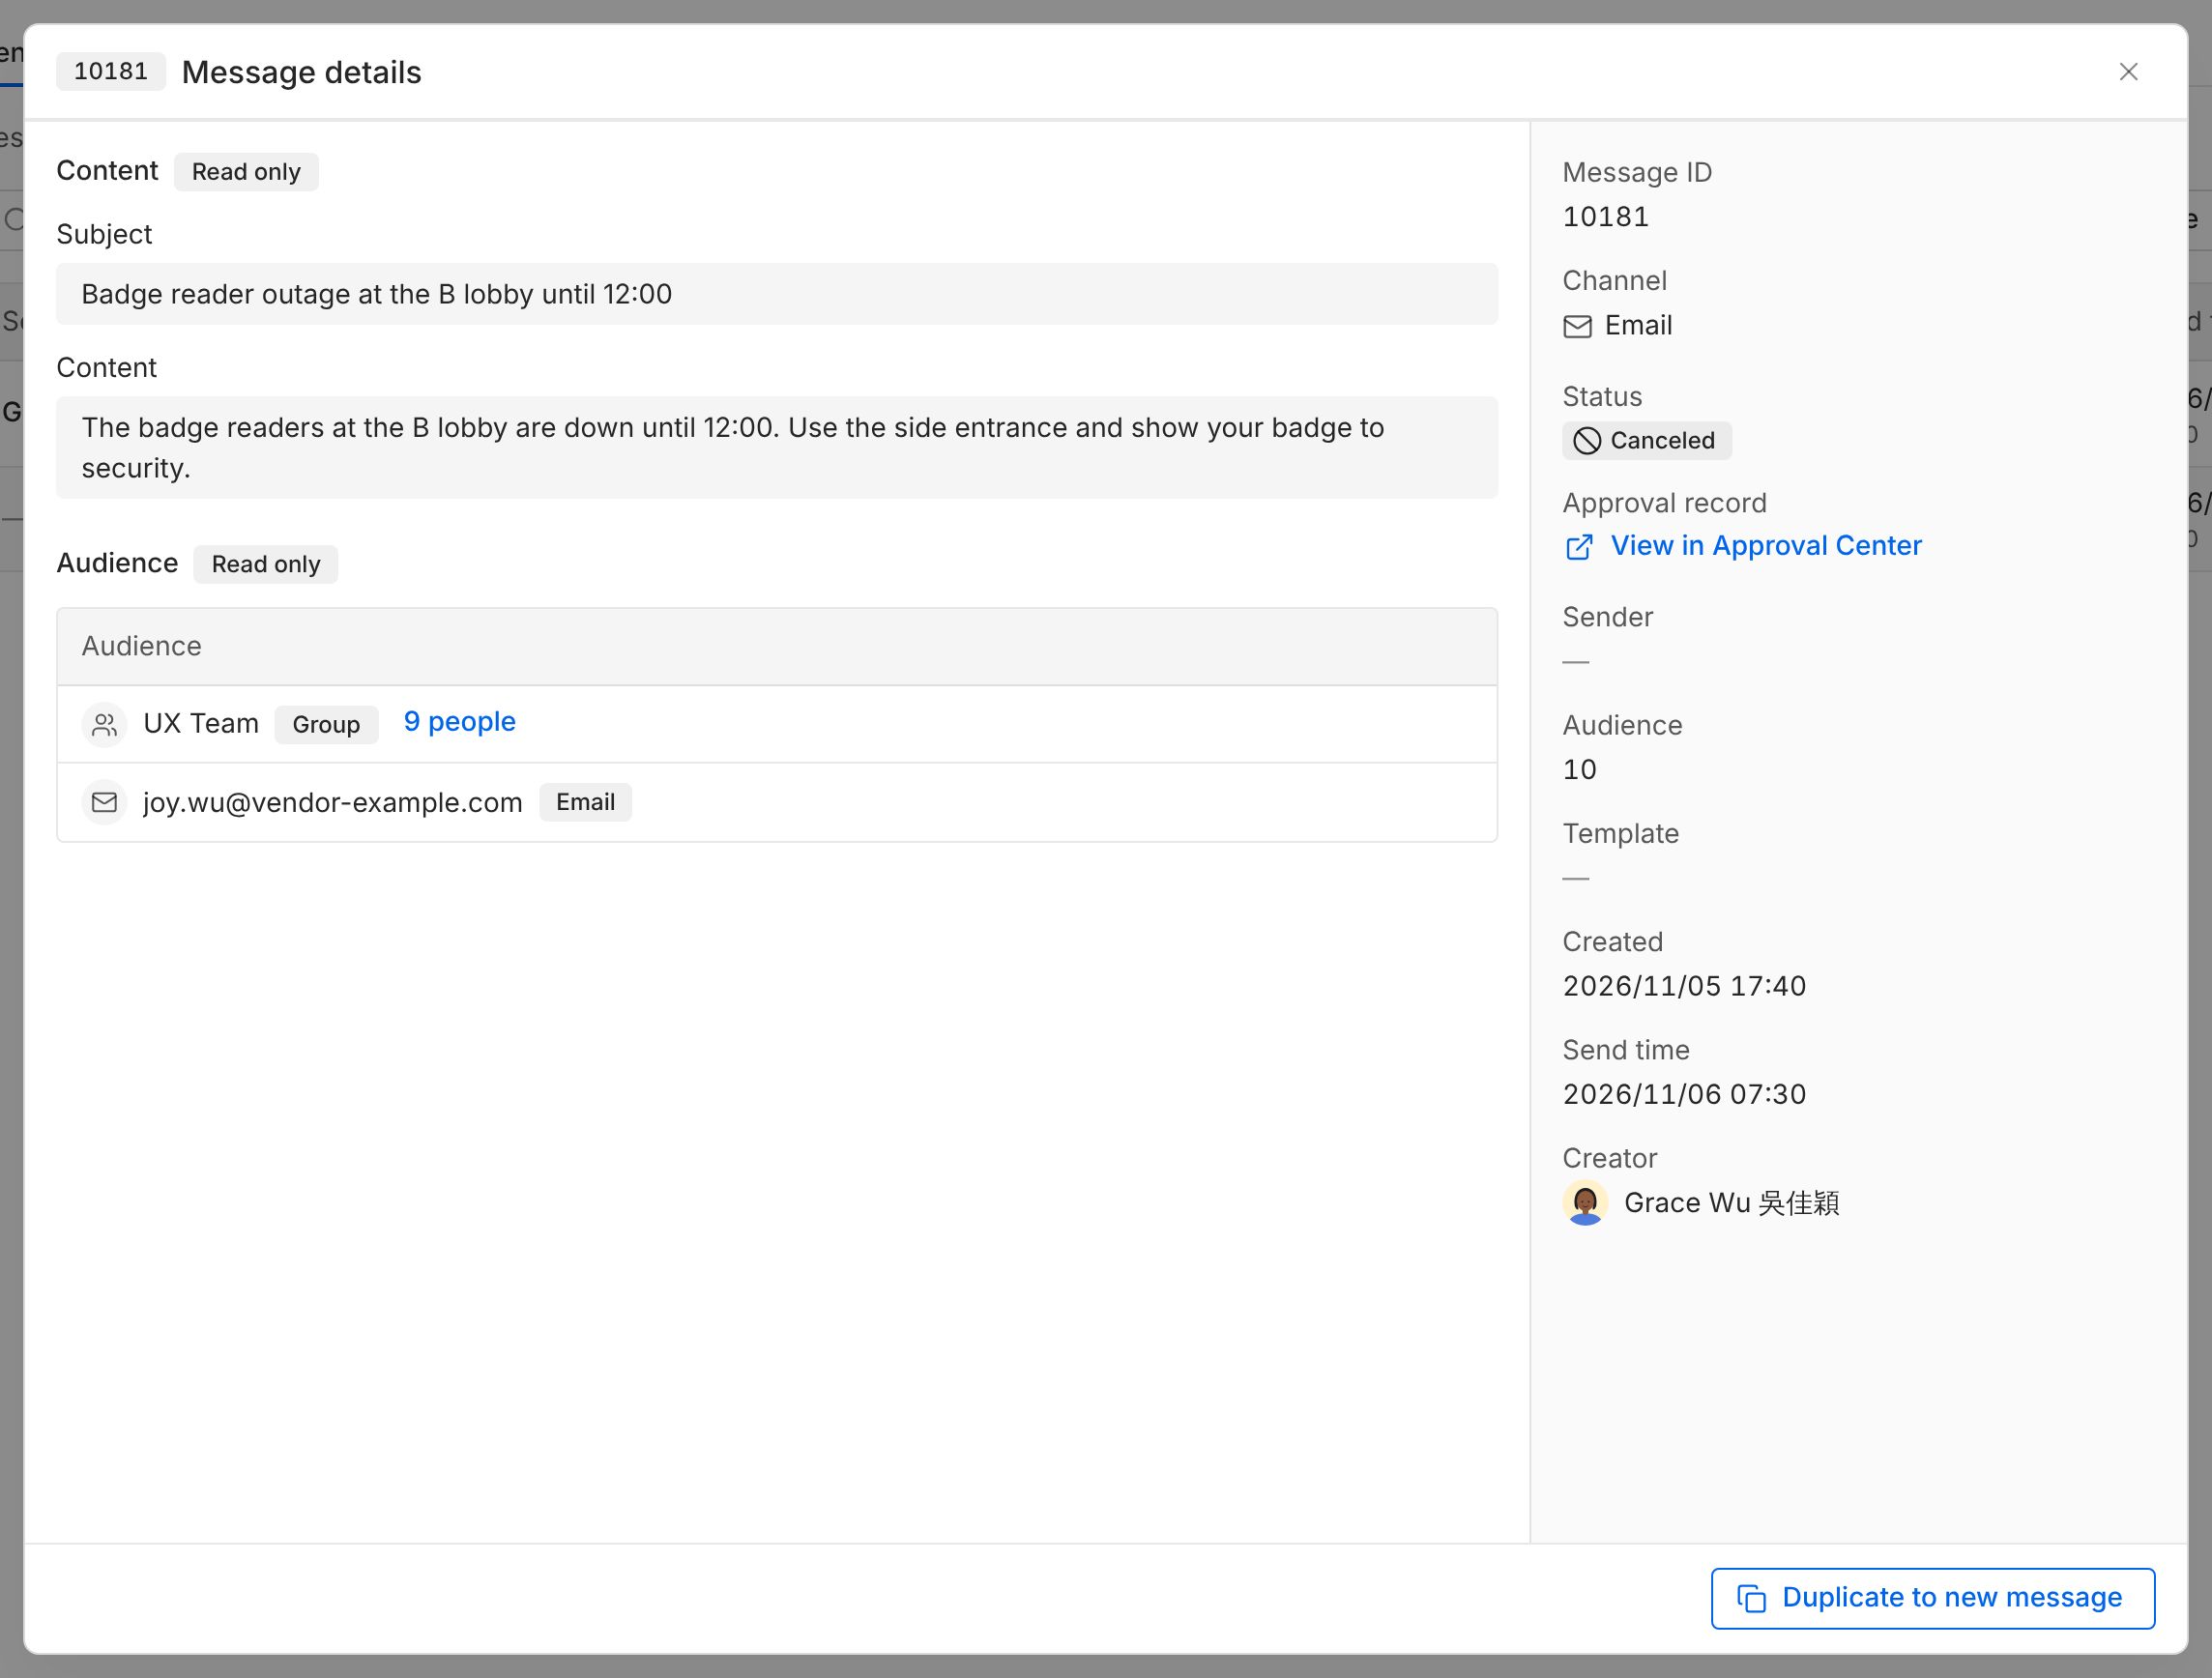 10181 Message details
Content Read only
Subject
Badge reader outage at the B lobby until 12:00
Content
The badge readers at the B lobby are down until 12:00. Use the side entrance and show your badge to
security.
Audience Read only
Audience
UX Team Group 9 people
joy.wu@vendor-example.com Email
Message ID
10181
Channel
Email
Status
Canceled
Approval record
View in Approval Center
Sender
—
Audience
10
Template
—
Created
2026/11/05 17:40
Send time
2026/11/06 07:30
Creator
Grace Wu 吳佳穎
Duplicate to new message